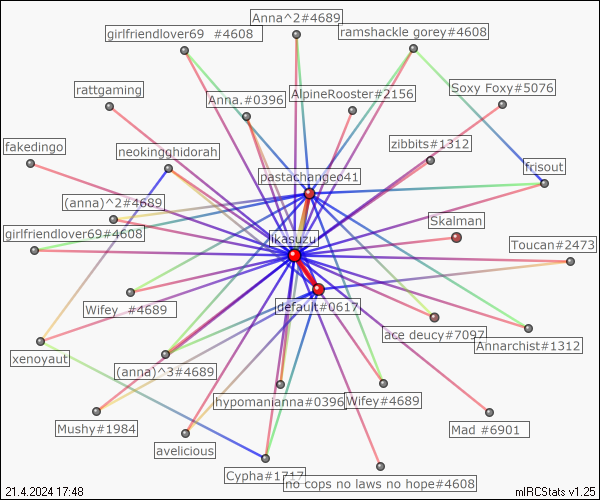 Anna^2#4689
girlfriendlover69 #4608
ramshackle gorey#4608
rattgaming
Anna.#0396
AlpineRooster#2156
Soxy Foxy#5076
fakedingo
neokingghidorah
zibbits#1312
pastachangeo41
frisout
(anna)^2#4689
Skalman
girlfriendlover69#4608
Ikasuzu
Toucan#2473
Wifey #4689
default#0617
ace deucy#7097
Annarchist#1312
xenoyaut
(anna)^3#4689
hypomanianna#0396
Wifey#4689
Mushy#1984
Mad #6901
avelicious
Cypha#1717
no cops no laws no hope#4608
21.4.2024 17:48
mIRCStats v1.25